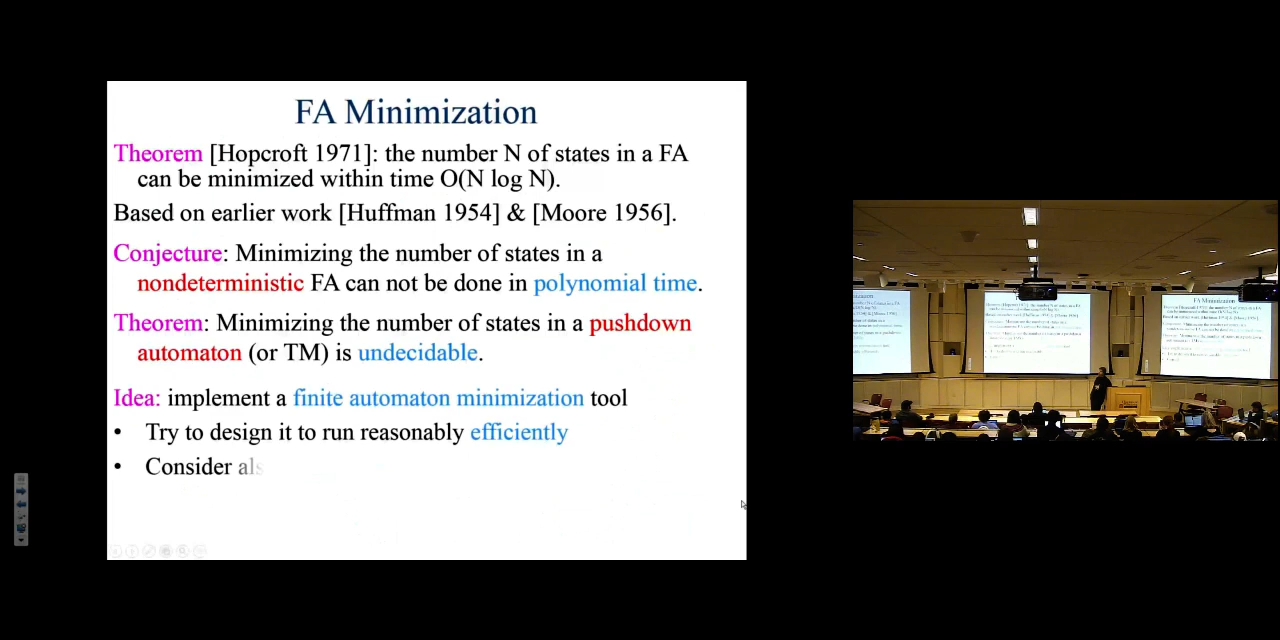 FA Minimization
Theorem [Hopcroft 1971]: the number N of states in a FA
can be minimized within time O(N log N).
Based on earlier work [Huffman 1954] & [Moore 1956].
Conjecture: Minimizing the number of states in a
nondeterministic FA can not be done in polynomial time.
Theorem: Minimizing the number of states in a pushdown
automaton (or TM) is undecidable.
Idea: implement a finite automaton minimization tool
• Try to design it to run reasonably efficiently
• Consider als
FA Minimization